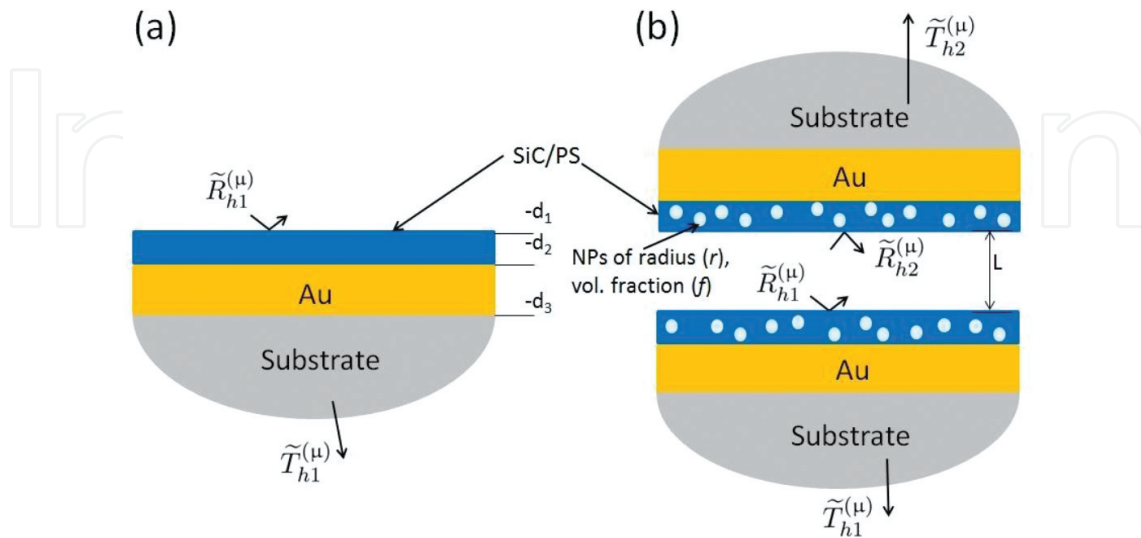 (a)
(b)
T̃h2^(μ)
Substrate
SiC/PS
Au
R̃h1^(μ)
-d1
-d2
NPs of radius (r),
vol. fraction (f)
R̃h2^(μ)
L
R̃h1^(μ)
Au
-d3
Substrate
Au
Substrate
T̃h1^(μ)
T̃h1^(μ)